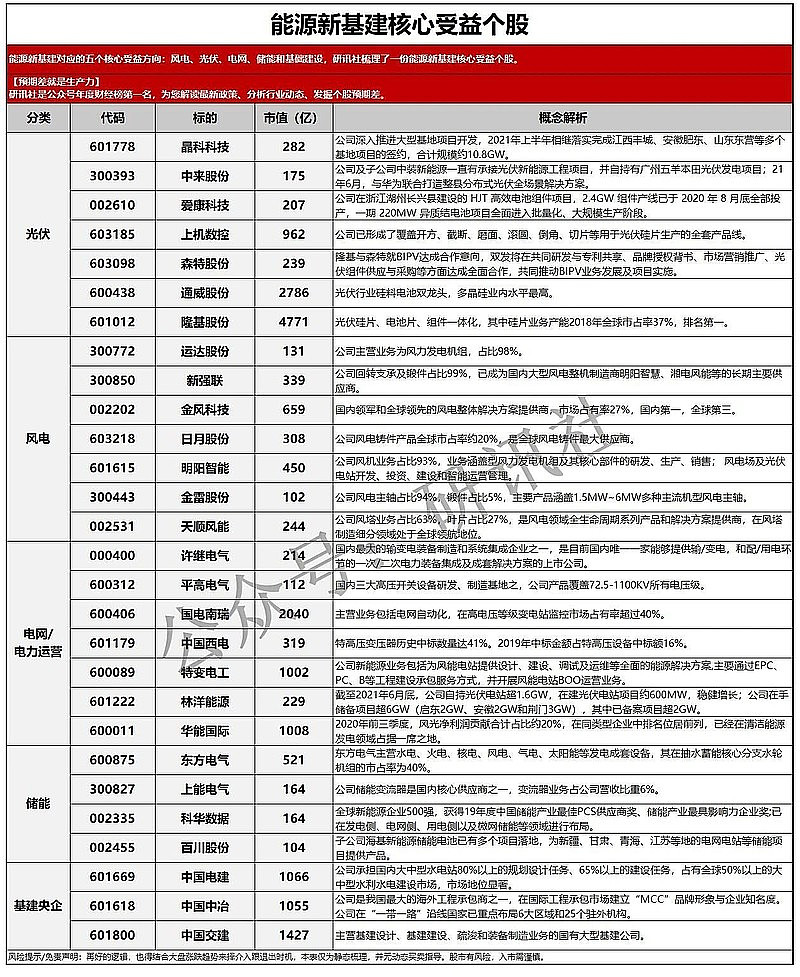 能源新基建核心受益个股
能源新基建对应的五个核心受益方向：风电、光伏、电网、储能和基础建设，研讯社梳理了一份能源新基建核心受益个股。
【预期差就是生产力】
研讯社是公众号年度财经榜第一名，为您解读最新政策、分析行业动态、发掘个股预期差。
分类 代码 标的 市值（亿） 概念解析
光伏
601778 晶科科技 282 公司深入推进大型基地项目开发，2021年上半年相继落实完成江西丰城、安徽肥东、山东东营等多个
基地项目的签约，合计规模约10.8GW。
300393 中来股份 175 公司及子公司中装新能源一直有承接光伏新能源工程项目，并自持有广州五羊本田光伏发电项目；21
年6月，与华为联合打造整县分布式光伏全场景解决方案。
002610 爱康科技 207 公司在浙江湖州长兴县建设的 HJT 高效电池组件项目，2.4GW 组件产线已于 2020 年 8 月底全部投
产，一期 220MW 异质结电池项目会面进入批量化、大规模生产阶段。
603185 上机数控 962 公司已形成了覆盖开方、截断、磨面、滚圆、倒角、切片等用于光伏硅片生产的全套产品线。
603098 森特股份 239 隆基与森特就BIPV达成合作意向，双发将在共同研发与专利共享、品牌授权背书、市场营销推广、光
伏组件供应与采购等方面达成全面合作，共同推动BIPV业务发展及项目实施。
600438 通威股份 2786 光伏行业硅料电池双龙头，多晶硅业内水平最高。
601012 隆基股份 4771 光伏硅片、电池片、组件一体化，其中硅片业务产能2018年全球市占率37%，排名第一。
风电
300772 运达股份 131 公司主营业务为风力发电机组，占比98%。
300850 新强联 339 公司回转支承及锻件占比99%，已成为国内大型风电整机制造商明阳智慧、湘电风能等的长期主要供
应商。
002202 金风科技 659 国内领军和全球领先的风电整体解决方案提供商，市场占有率27%，国内第一，全球第三。
603218 日月股份 308 公司风电铸件产品全球市占率约20%，是全球风电铸件最大供应商。
601615 明阳智能 450 公司风机业务占比93%，业务涵盖型风力发电机组及其核心部件的研发、生产、销售； 风电场及光伏
电站开发、投资、建设和智能运营管理。
300443 金雷股份 102 公司风电主轴占比94%，锻件占比5%，主要产品涵盖1.5MW~6MW多种主流机型风电主轴。
002531 天顺风能 244 公司风塔业务占比63%，叶片占比27%，是风电领域全生命周期系列产品和解决方案提供商，在风塔
制造细分领域处于全球领航地位。
电网/
电力运营
000400 许继电气 214 国内最大的输变电装备制造和系统集成企业之一，是目前国内唯一一家能够提供输/变电，和配/用电环
节的一次/二次电力装备集成及成套解决方案的上市公司。
600312 平高电气 112 国内三大高压开关设备研发、制造基地之，公司产品覆盖72.5-1100KV所有电压级。
600406 国电南瑞 2040 主营业务包括电网自动化，在高电压等级变电站监控市场占有率超过40%。
601179 中国西电 319 特高压变压器历史中标数量达41%。2019年中标金额占特高压设备中标额16%。
600089 特变电工 1002 公司新能源业务包括为风能电站提供设计、建设、调试及运维等全面的能源解决方案,主要通过EPC、
PC、B等工程建设承包服务方式，并开展风能电站BOO运营业务。
601222 林洋能源 229 截至2021年6月底，公司自持光伏电站超1.6GW，在建光伏电站项目约600MW，稳健增长；公司在手
储备项目超6GW（启东2GW、安徽2GW和荆门3GW），其中已备案项目超2GW。
600011 华能国际 1008 2020年前三季度，风光净利润贡献合计占比约20%，在同类型企业中排名位居前列，已经在清洁能源
发电领域占据一席之地。
储能
600875 东方电气 521 东方电气主营水电、火电、核电、风电、气电、太阳能等发电成套设备，其在抽水蓄能核心分支水轮
机组的市占率为40%。
300827 上能电气 164 公司储能变流器是国内核心供应商之一，变流器业务占公司营收比重6%。
002335 科华数据 164 全球新能源企业500强，获得19年度中国储能产业最佳PCS供应商奖、储能产业最具影响力企业奖;已
在发电侧、电网侧、用电侧以及微网储能等领域进行布局。
002455 百川股份 104 子公司海基新能源储能电池已有多个项目落地，为新疆、甘肃、青海、江苏等地的电网电站等储能项
目提供产品。
基建央企
601669 中国电建 1066 公司承担国内大中型水电站80%以上的规划设计任务、65%以上的建设任务，占有全球50%以上的大
中型水利水电建设市场，市场地位显著。
601618 中国中冶 1055 公司是我国最大的海外工程承包商之一，在国际工程承包市场建立“MCC”品牌形象与企业知名度。
公司在“一带一路”沿线国家已重点布局6大区域和25个驻外机构。
601800 中国交建 1427 主营基建设计、基建建设、疏浚和装备制造业务的国有大型基建公司。
风险提示/免责声明：再好的逻辑，也得结合大盘涨跌趋势来择介入跟退出时机，本表仅为静态梳理，并无动态买卖指导。股市有风险，入市需谨慎。
公众号·研讯社